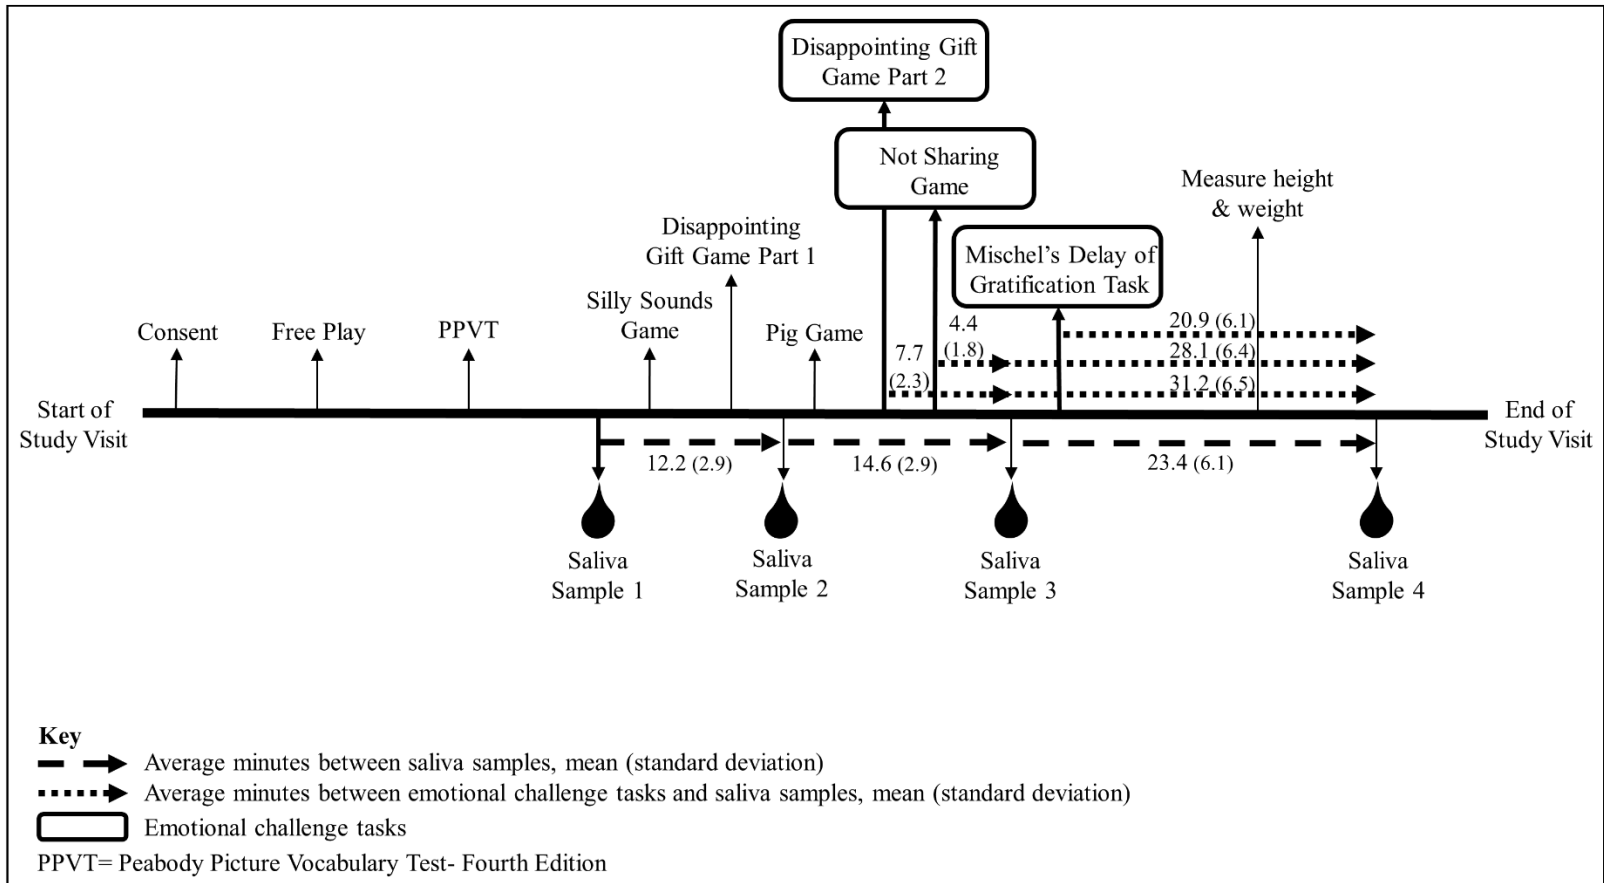 Disappointing Gift
Game Part 2
Not Sharing
Game
Measure height
& weight
Disappointing
Gift Game Part 1
Mischel's Delay of
Gratification Task
Silly Sounds
Game
Consent
Free Play
PPVT
Pig Game
4.4
(1.8)
7.7
(2.3)
20.9 (6.1)
28.1 (6.4)
31.2 (6.5)
Start of
Study Visit
End of
Study Visit
12.2 (2.9)
14.6 (2.9)
23.4 (6.1)
Saliva
Sample 1
Saliva
Sample 2
Saliva
Sample 3
Saliva
Sample 4
Key
Average minutes between saliva samples, mean (standard deviation)
Average minutes between emotional challenge tasks and saliva samples, mean (standard deviation)
Emotional challenge tasks
PPVT= Peabody Picture Vocabulary Test- Fourth Edition